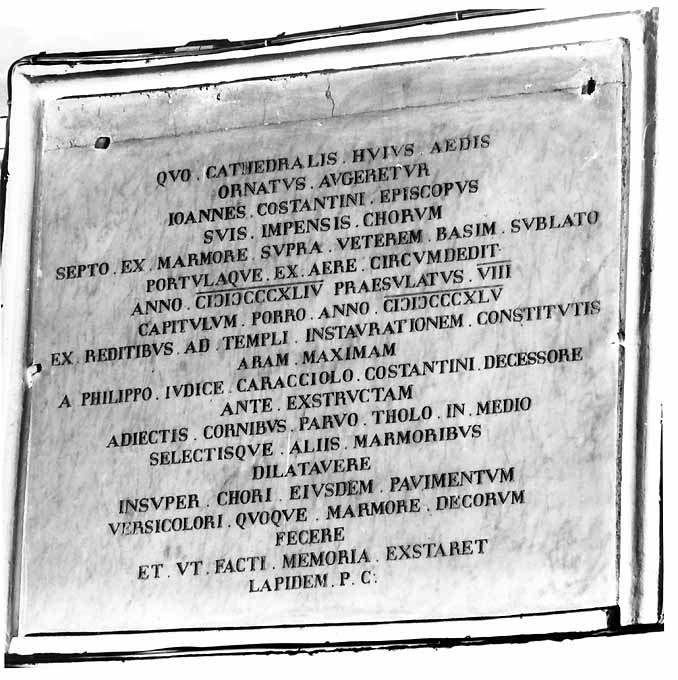 QVO . CATHEDRALIS . HVIVS . AEDIS
ORNATVS . AVGERETVR
IOANNES . COSTANTINI . EPISCOPVS
SVIS . IMPENSIS . CHORVM
SEPTO . EX . MARMORE . SVPRA . VETEREM . BASIM . SVBLATO
PORTVLAQVE . EX . AERE . CIRCVMDEDIT
ANNO . CIƆIƆCCCXLIV PRAESVLATVS . VIII
CAPITVLVM . PORRO . ANNO . CIƆIƆCCCXLV
EX . REDITIBVS . AD . TEMPLI . INSTAVRATIONEM . CONSTITVTIS
ARAM . MAXIMAM
A PHILIPPO . IVDICE . CARACCIOLO . COSTANTINI . DECESSORE
ANTE . EXSTRVCTAM
ADIECTIS . CORNIBVS . PARVO . THOLO . IN . MEDIO
SELECTISQVE . ALIIS . MARMORIBVS
DILATAVERE
INSVPER . CHORI . EIVSDEM . PAVIMENTVM
VERSICOLORI . QVOQVE . MARMORE . DECORVM
FECERE
ET . VT . FACTI . MEMORIA . EXSTARET
LAPIDEM . P . C .